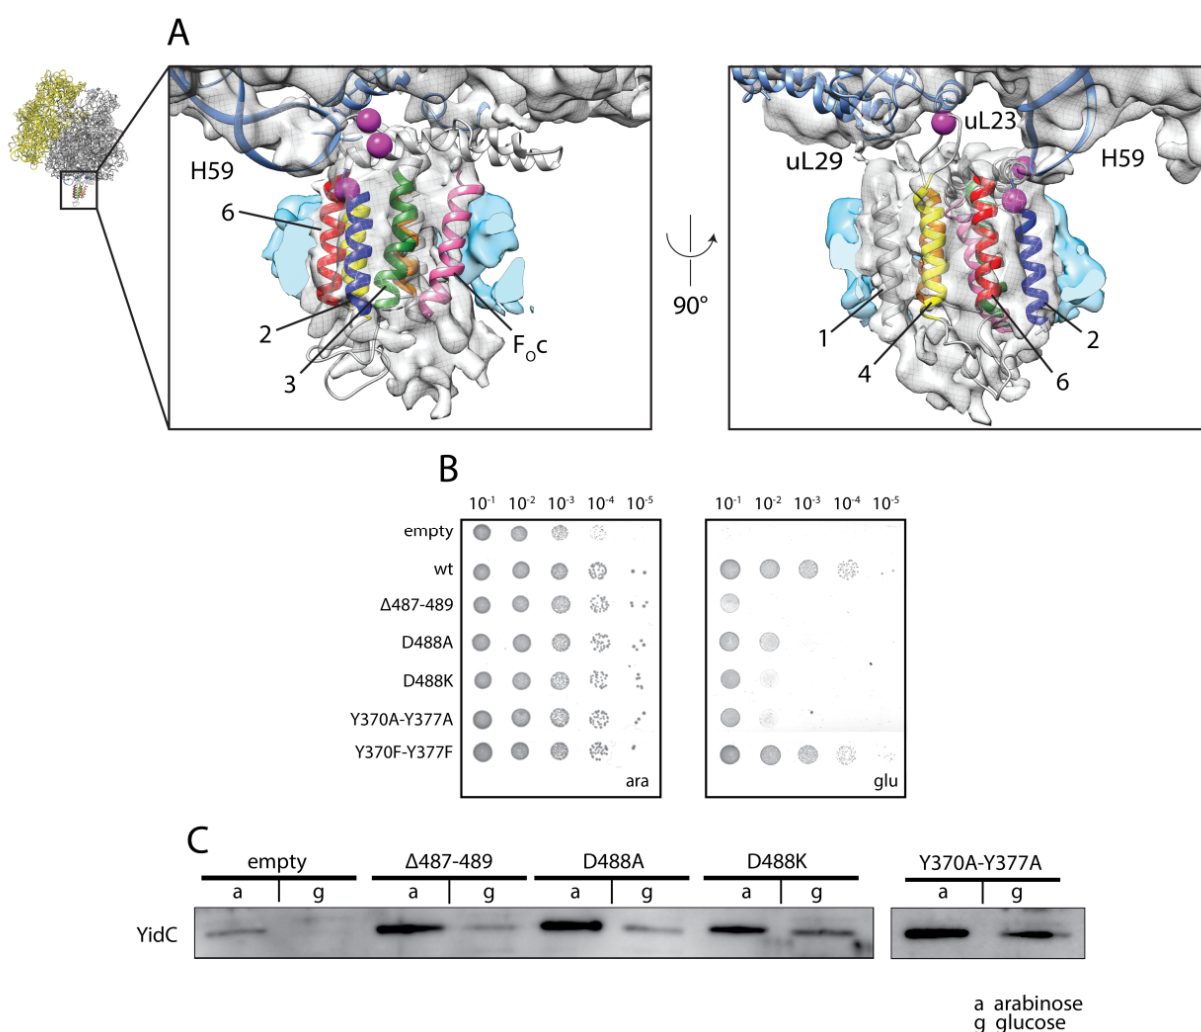 A
H59
6
2
3
FOc
90°
uL29
uL23
H59
1
4
6
2
B
10-1 10-2 10-3 10-4 10-5 10-1 10-2 10-3 10-4 10-5
empty
wt
Δ487-489
D488A
D488K
Y370A-Y377A
Y370F-Y377F
ara glu
C
empty Δ487-489 D488A D488K Y370A-Y377A
a g a g a g a g a g
YidC
a arabinose
g glucose